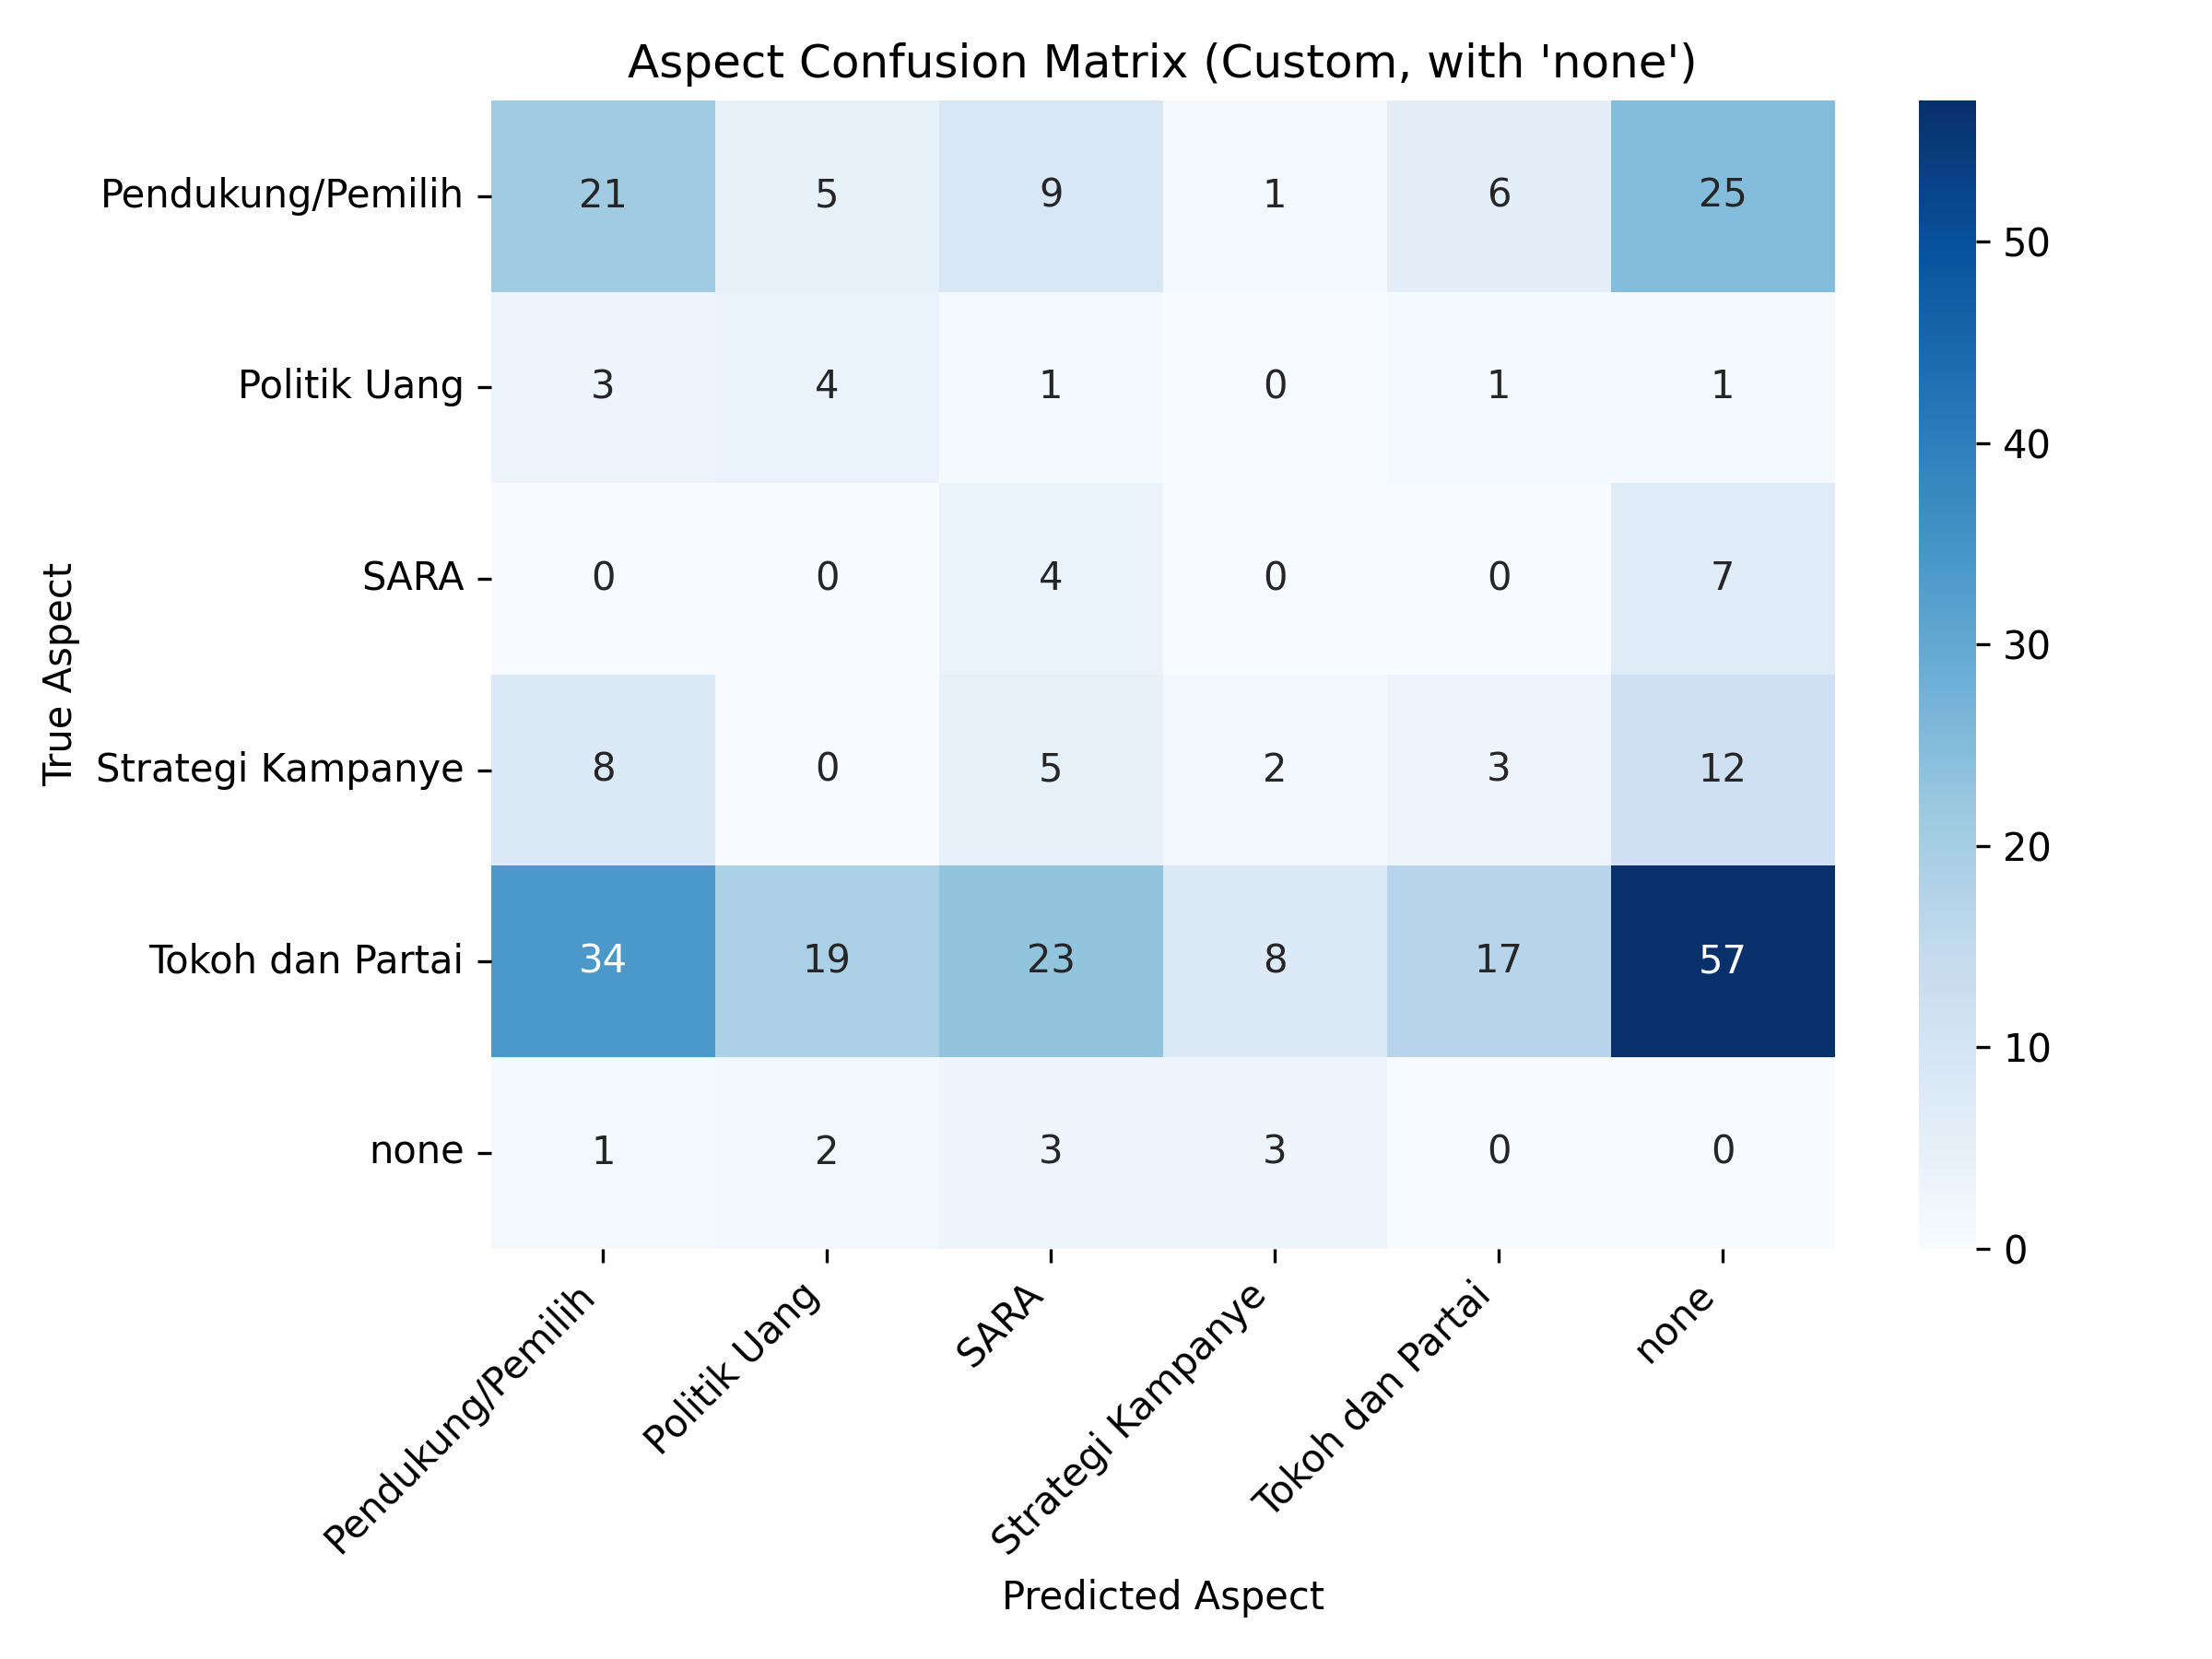 Aspect Confusion Matrix (Custom, with 'none')
True Aspect
Pendukung/Pemilih 21 5 9 1 6 25
Politik Uang 3 4 1 0 1 1
SARA 0 0 4 0 0 7
Strategi Kampanye 8 0 5 2 3 12
Tokoh dan Partai 34 19 23 8 17 57
none 1 2 3 3 0 0
Pendukung/Pemilih
Politik Uang
SARA
Strategi Kampanye
Tokoh dan Partai
none
Predicted Aspect
50
40
30
20
10
0